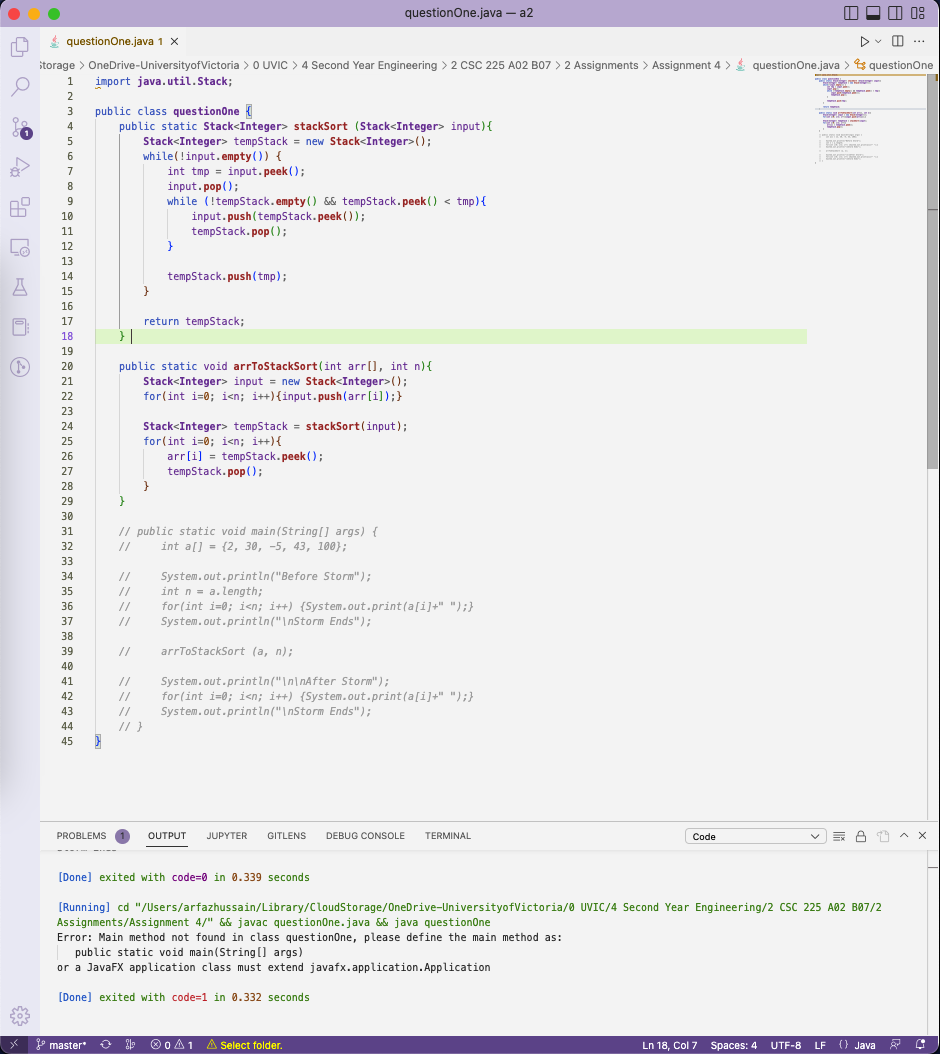 questionOne.java — a2
questionOne.java 1
Storage > OneDrive-UniversityofVictoria > 0 UVIC > 4 Second Year Engineering > 2 CSC 225 A02 B07 > 2 Assignments > Assignment 4 > questionOne.java > questionOne
1 import java.util.Stack;
2
3 public class questionOne {
4 public static Stack<Integer> stackSort (Stack<Integer> input){
5 Stack<Integer> tempStack = new Stack<Integer>();
6 while(!input.empty()) {
7 int tmp = input.peek();
8 input.pop();
9 while (!tempStack.empty() && tempStack.peek() < tmp){
10 input.push(tempStack.peek());
11 tempStack.pop();
12 }
13
14 tempStack.push(tmp);
15 }
16
17 return tempStack;
18 }
19
20 public static void arrToStackSort(int arr[], int n){
21 Stack<Integer> input = new Stack<Integer>();
22 for(int i=0; i<n; i++){input.push(arr[i]);}
23
24 Stack<Integer> tempStack = stackSort(input);
25 for(int i=0; i<n; i++){
26 arr[i] = tempStack.peek();
27 tempStack.pop();
28 }
29 }
30
31 // public static void main(String[] args) {
32 // int a[] = {2, 30, -5, 43, 100};
33
34 // System.out.println("Before Storm");
35 // int n = a.length;
36 // for(int i=0; i<n; i++) {System.out.print(a[i]+" ");}
37 // System.out.println("\nStorm Ends");
38
39 // arrToStackSort (a, n);
40
41 // System.out.println("\n\nAfter Storm");
42 // for(int i=0; i<n; i++) {System.out.print(a[i]+" ");}
43 // System.out.println("\nStorm Ends");
44 // }
45 }
1
PROBLEMS 1 OUTPUT JUPYTER GITLENS DEBUG CONSOLE TERMINAL Code
[Done] exited with code=0 in 0.339 seconds
[Running] cd "/Users/arfazhussain/Library/CloudStorage/OneDrive-UniversityofVictoria/0 UVIC/4 Second Year Engineering/2 CSC 225 A02 B07/2
Assignments/Assignment 4/" && javac questionOne.java && java questionOne
Error: Main method not found in class questionOne, please define the main method as:
public static void main(String[] args)
or a JavaFX application class must extend javafx.application.Application
[Done] exited with code=1 in 0.332 seconds
master* 0 1 Select folder. Ln 18, Col 7 Spaces: 4 UTF-8 LF {} Java